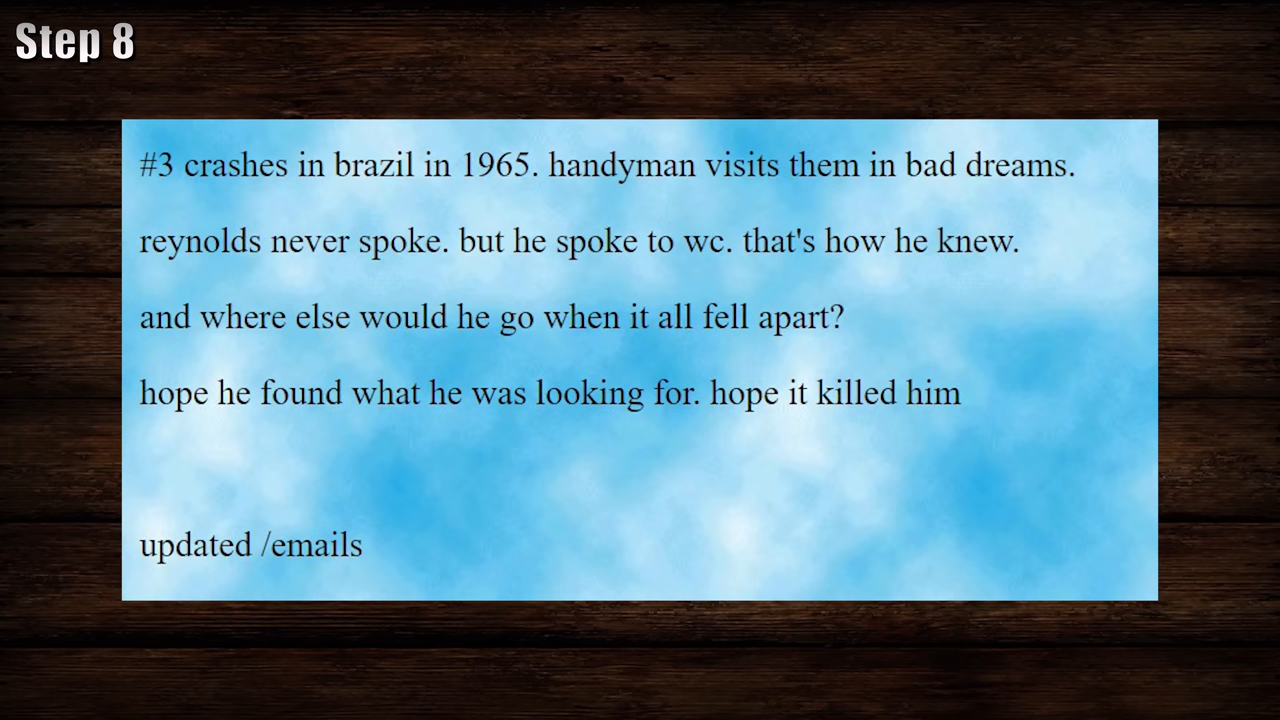 Step 8
#3 crashes in brazil in 1965. handyman visits them in bad dreams.
reynolds never spoke. but he spoke to wc. that's how he knew.
and where else would he go when it all fell apart?
hope he found what he was looking for. hope it killed him
updated /emails